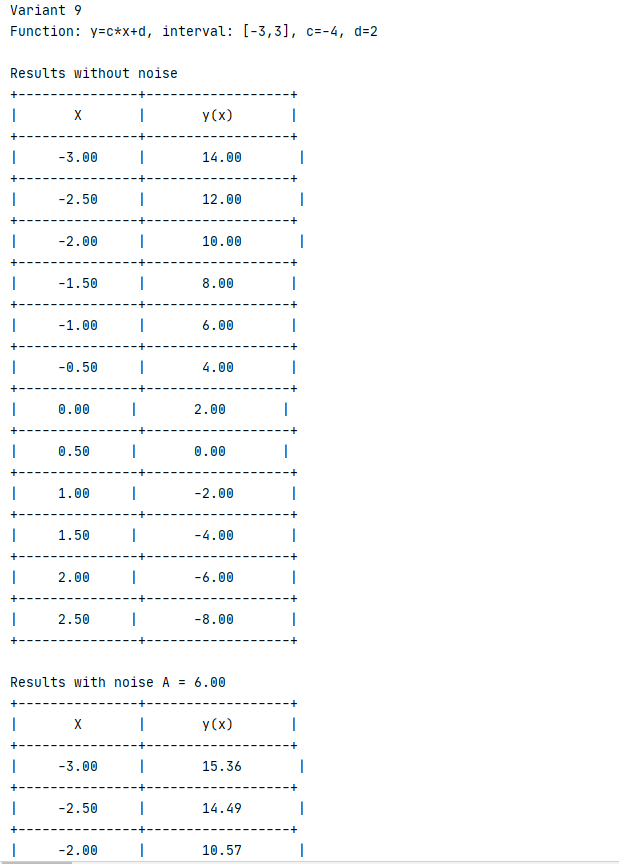 Variant 9
Function: y=c*x+d, interval: [-3,3], c=-4, d=2
Results without noise
+---------------+------------------+
|       X       |       y(x)       |
+---------------+------------------+
|     -3.00     |       14.00       |
+---------------+------------------+
|     -2.50     |       12.00       |
+---------------+------------------+
|     -2.00     |       10.00       |
+---------------+------------------+
|     -1.50     |       8.00       |
+---------------+------------------+
|     -1.00     |       6.00       |
+---------------+------------------+
|     -0.50     |       4.00       |
+---------------+------------------+
|     0.00     |       2.00       |
+---------------+------------------+
|     0.50     |       0.00       |
+---------------+------------------+
|     1.00     |       -2.00       |
+---------------+------------------+
|     1.50     |       -4.00       |
+---------------+------------------+
|     2.00     |       -6.00       |
+---------------+------------------+
|     2.50     |       -8.00       |
+---------------+------------------+
Results with noise A = 6.00
+---------------+------------------+
|       X       |       y(x)       |
+---------------+------------------+
|     -3.00     |       15.36       |
+---------------+------------------+
|     -2.50     |       14.49       |
+---------------+------------------+
|     -2.00     |       10.57       |